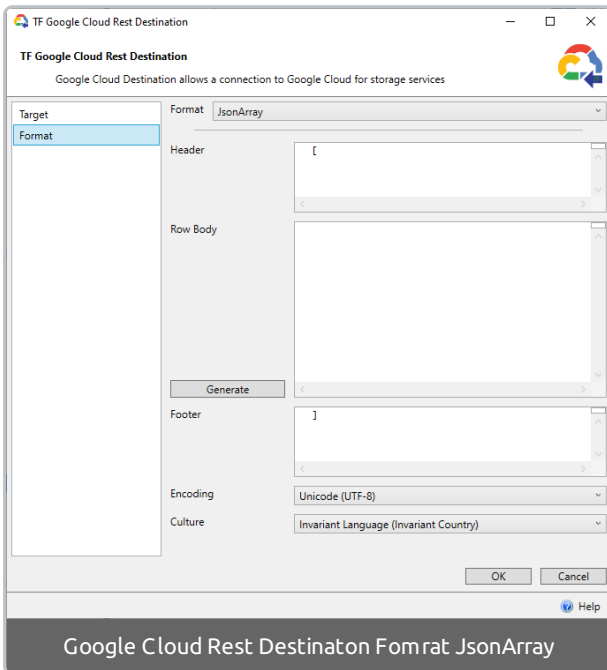 TF Google Cloud Rest Destination
TF Google Cloud Rest Destination
Google Cloud Destination allows a connection to Google Cloud for storage services
Target
Format
Format JsonArray
Header
[
Row Body
Generate
Footer
]
Encoding Unicode (UTF-8)
Culture Invariant Language (Invariant Country)
OK Cancel
Help
Google Cloud Rest Destinaton Fomrat JsonArray